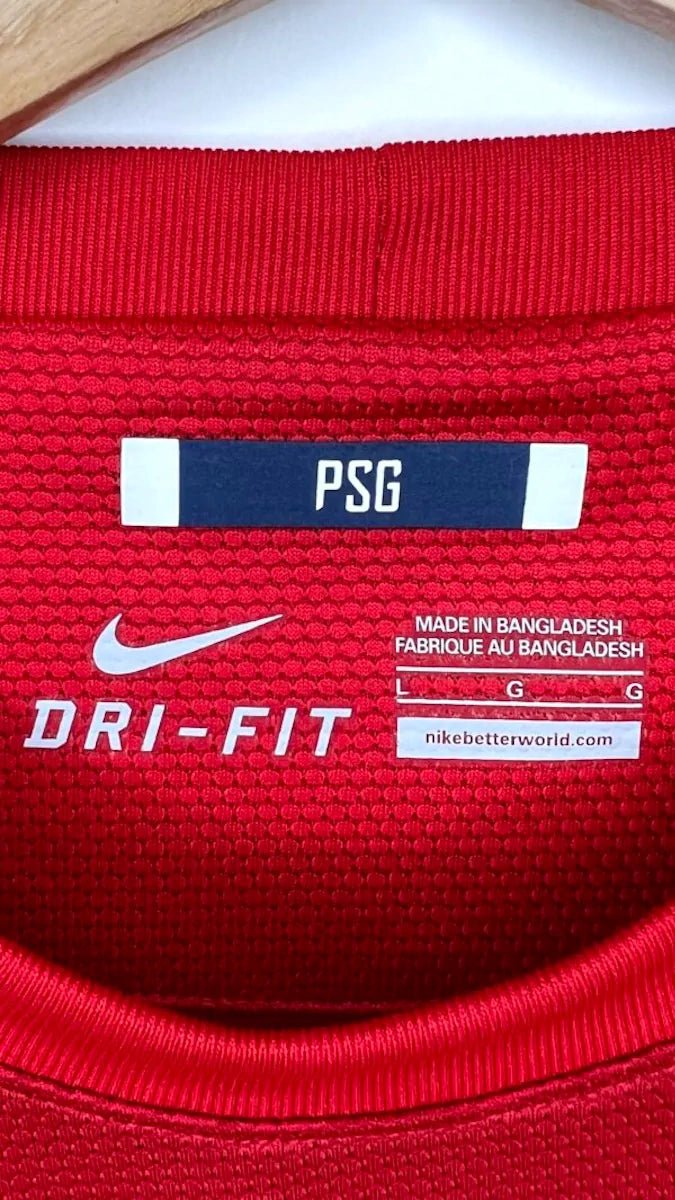 PSG
DRI-FIT
MADE IN BANGLADESH
FABRIQUE AU BANGLADESH
L G G
nikebetterworld.com